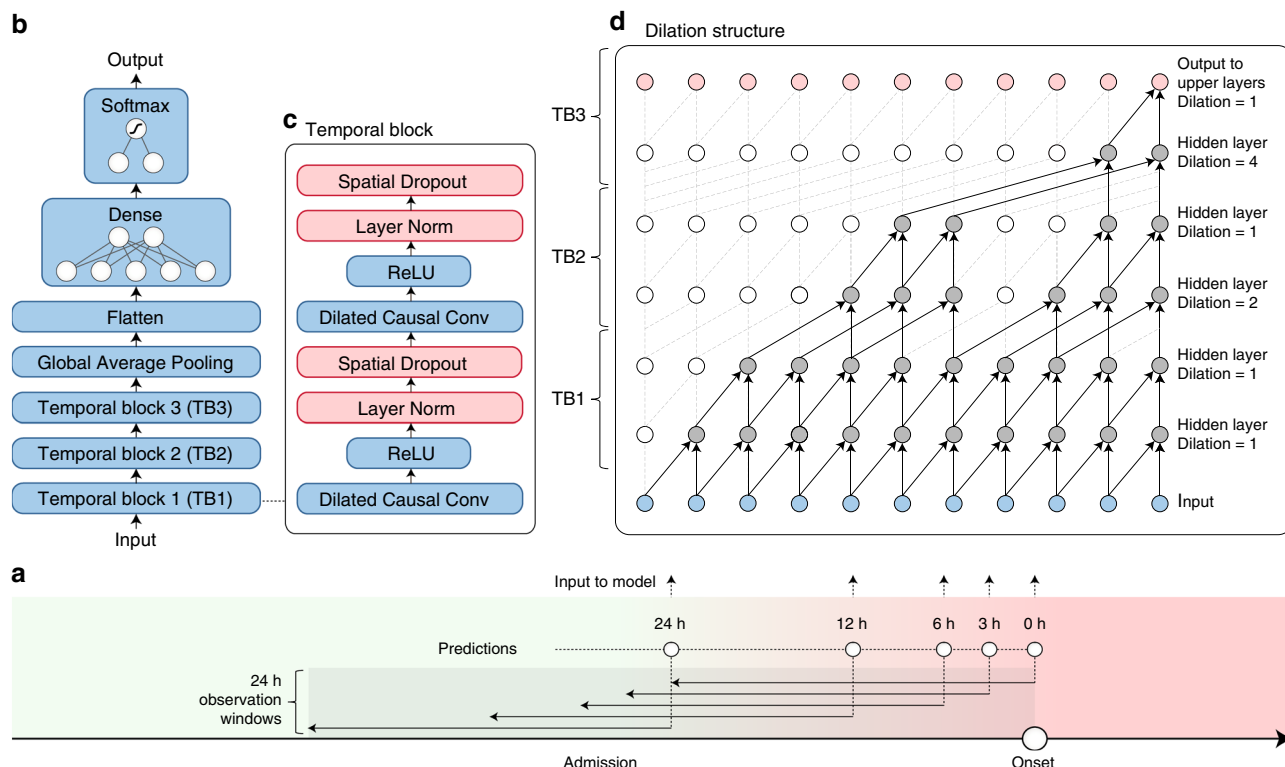 b
Output
Softmax
Dense
Flatten
Global Average Pooling
Temporal block 3 (TB3)
Temporal block 2 (TB2)
Temporal block 1 (TB1)
Input
c
Temporal block
Spatial Dropout
Layer Norm
ReLU
Dilated Causal Conv
Spatial Dropout
Layer Norm
ReLU
Dilated Causal Conv
d
Dilation structure
TB3
TB2
TB1
Output to
upper layers
Dilation = 1
Hidden layer
Dilation = 4
Hidden layer
Dilation = 1
Hidden layer
Dilation = 2
Hidden layer
Dilation = 1
Hidden layer
Dilation = 1
Input
a
Input to model
24 h
12 h
6 h
3 h
0 h
Predictions
24 h
observation
windows
Admission
Onset